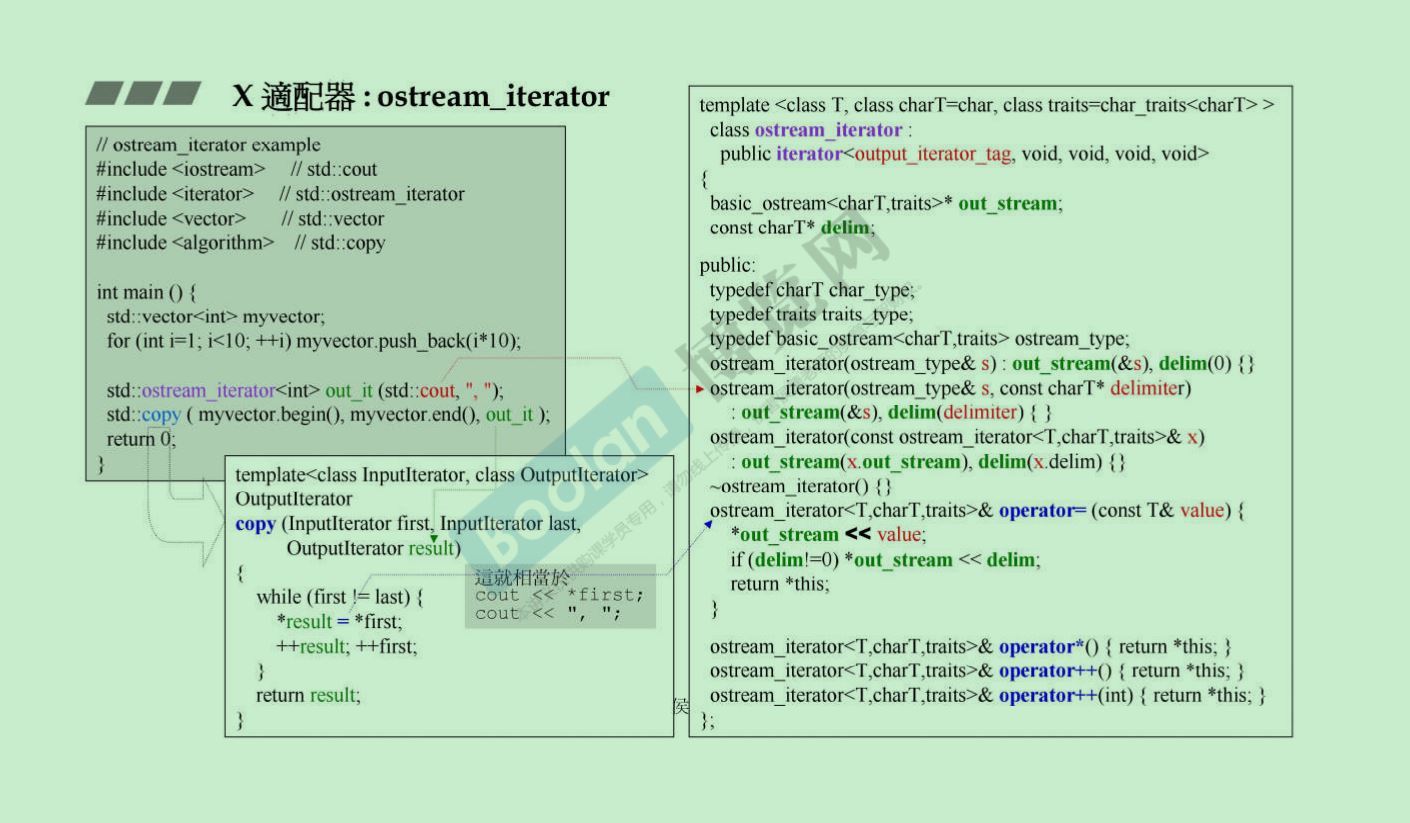 X 適配器 : ostream_iterator
// ostream_iterator example
#include <iostream> // std::cout
#include <iterator> // std::ostream_iterator
#include <vector> // std::vector
#include <algorithm> // std::copy
int main () {
std::vector<int> myvector;
for (int i=1; i<10; ++i) myvector.push_back(i*10);
std::ostream_iterator<int> out_it (std::cout, ", ");
std::copy ( myvector.begin(), myvector.end(), out_it );
return 0;
}
template<class InputIterator, class OutputIterator>
OutputIterator
copy (InputIterator first, InputIterator last,
OutputIterator result)
{
while (first != last) {
*result = *first;
++result; ++first;
}
return result;
}
這就相當於
cout << *first;
cout << ", ";
template <class T, class charT=char, class traits=char_traits<charT> >
class ostream_iterator :
public iterator<output_iterator_tag, void, void, void, void>
{
basic_ostream<charT,traits>* out_stream;
const charT* delim;
public:
typedef charT char_type;
typedef traits traits_type;
typedef basic_ostream<charT,traits> ostream_type;
ostream_iterator(ostream_type& s) : out_stream(&s), delim(0) {}
ostream_iterator(ostream_type& s, const charT* delimiter)
: out_stream(&s), delim(delimiter) { }
ostream_iterator(const ostream_iterator<T,charT,traits>& x)
: out_stream(x.out_stream), delim(x.delim) {}
~ostream_iterator() {}
ostream_iterator<T,charT,traits>& operator= (const T& value) {
*out_stream << value;
if (delim!=0) *out_stream << delim;
return *this;
}
ostream_iterator<T,charT,traits>& operator*() { return *this; }
ostream_iterator<T,charT,traits>& operator++() { return *this; }
ostream_iterator<T,charT,traits>& operator++(int) { return *this; }
};
侯
Boolan 博览网